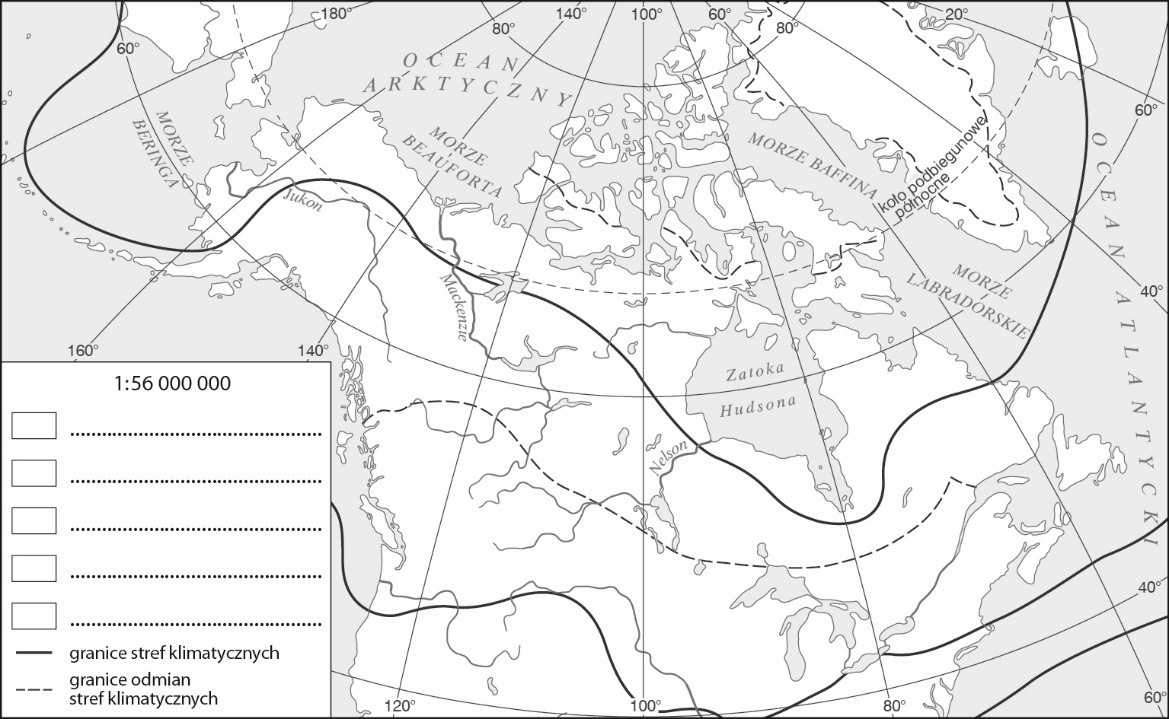 180°
140°
100°
60°
20°
80°
80°
60°
60°
OCEAN
ARKTYCZNY
MORZE
BERINGA
MORZE
BEAUFORTA
MORZE BAFFINA
koło podbiegunowe
północne
OCEAN ATLANTYCKI
Jukon
Mackenzie
MORZE
LABRADORSKIE
40°
160°
140°
Zatoka
Hudsona
Nelson
1:56 000 000
................................................
................................................
................................................
................................................
................................................
granice stref klimatycznych
granice odmian
stref klimatycznych
40°
120°
100°
80°
60°